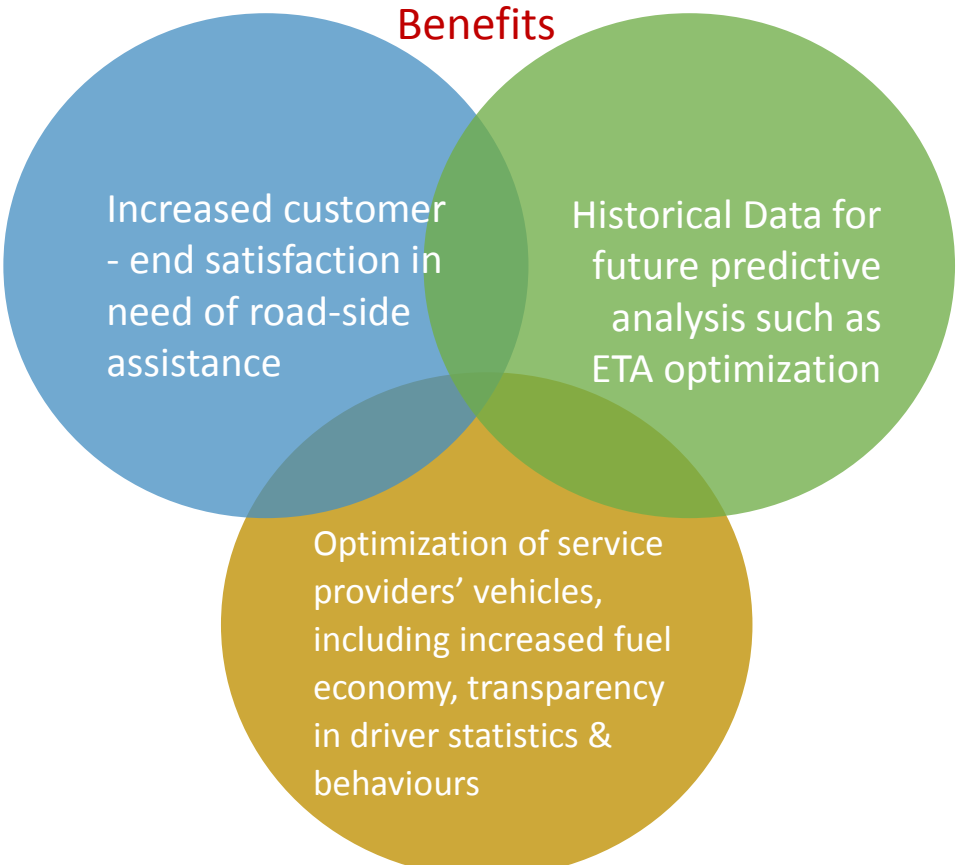 Benefits
Increased customer
- end satisfaction in
need of road-side
assistance
Historical Data for
future predictive
analysis such as
ETA optimization
Optimization of service
providers’ vehicles,
including increased fuel
economy, transparency
in driver statistics &
behaviours